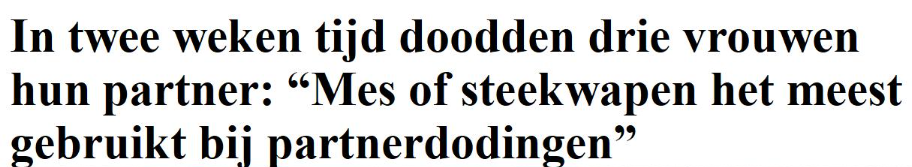 In twee weken tijd doodden drie vrouwen
hun partner: “Mes of steekwapen het meest
gebruikt bij partnerdodingen”